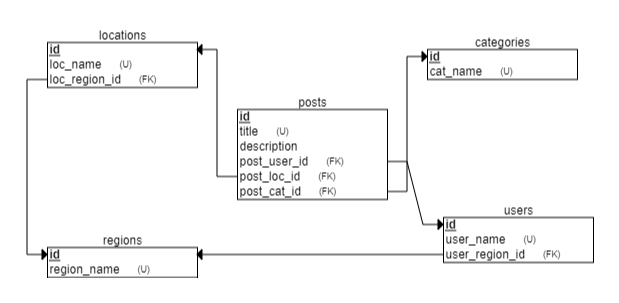 locations
id
loc_name (U)
loc_region_id (FK)
categories
id
cat_name (U)
posts
id
title (U)
description
post_user_id (FK)
post_loc_id (FK)
post_cat_id (FK)
users
id
user_name (U)
user_region_id (FK)
regions
id
region_name (U)